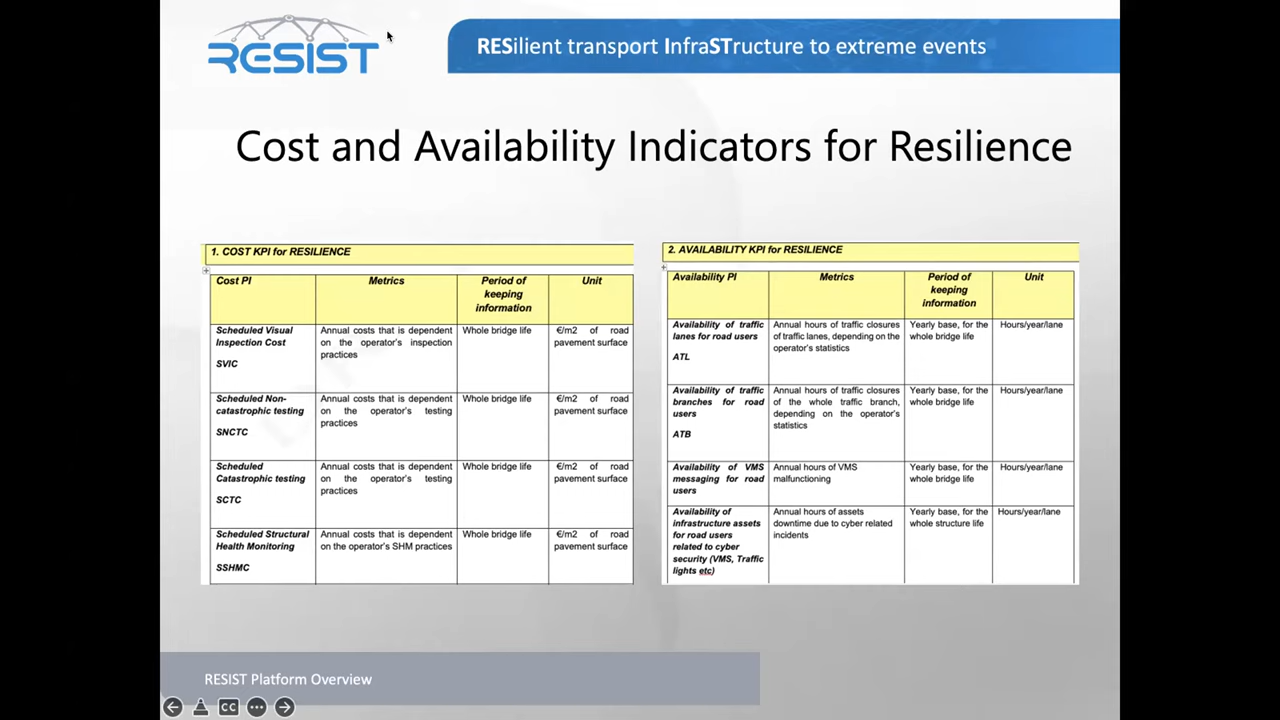 RESIST
RESilient transport InfraSTructure to extreme events
Cost and Availability Indicators for Resilience
1. COST KPI for RESILIENCE
Cost PI
Metrics
Period of
keeping
information
Unit
Scheduled Visual
Inspection Cost
SVIC
Annual costs that is dependent
on the operator's inspection
practices
Whole bridge life
€/m2 of road
pavement surface
Scheduled Non-
catastrophic testing
SNCTC
Annual costs that is dependent
on the operator's testing
practices
Whole bridge life
€/m2 of road
pavement surface
Scheduled
Catastrophic testing
SCTC
Annual costs that is dependent
on the operator's testing
practices
Whole bridge life
€/m2 of road
pavement surface
Scheduled Structural
Health Monitoring
SSHMC
Annual costs that is dependent
on the operator's SHM practices
Whole bridge life
€/m2 of road
pavement surface
2. AVAILABILITY KPI for RESILIENCE
Availability PI
Metrics
Period of
keeping
information
Unit
Availability of traffic
lanes for road users
ATL
Annual hours of traffic closures
of traffic lanes, depending on the
operator's statistics
Yearly base, for the
whole bridge life
Hours/year/lane
Availability of traffic
branches for road
users
ATB
Annual hours of traffic closures
of the whole traffic branch,
depending on the operator's
statistics
Yearly base, for the
whole bridge life
Hours/year/lane
Availability of VMS
messaging for road
users
Annual hours of VMS
malfunctioning
Yearly base, for the
whole bridge life
Hours/year/lane
Availability of
infrastructure assets
for road users
related to cyber
security (VMS, Traffic
lights etc)
Annual hours of assets
downtime due to cyber related
incidents
Yearly base, for the
whole structure life
Hours/year/lane
RESIST Platform Overview
CC